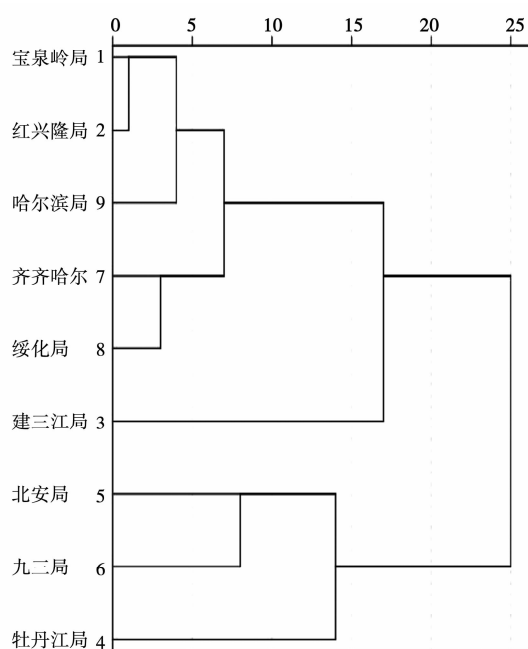 0 5 10 15 20 25
宝泉岭局 1
红兴隆局 2
哈尔滨局 9
齐齐哈尔 7
绥化局 8
建三江局 3
北安局 5
九三局 6
牡丹江局 4